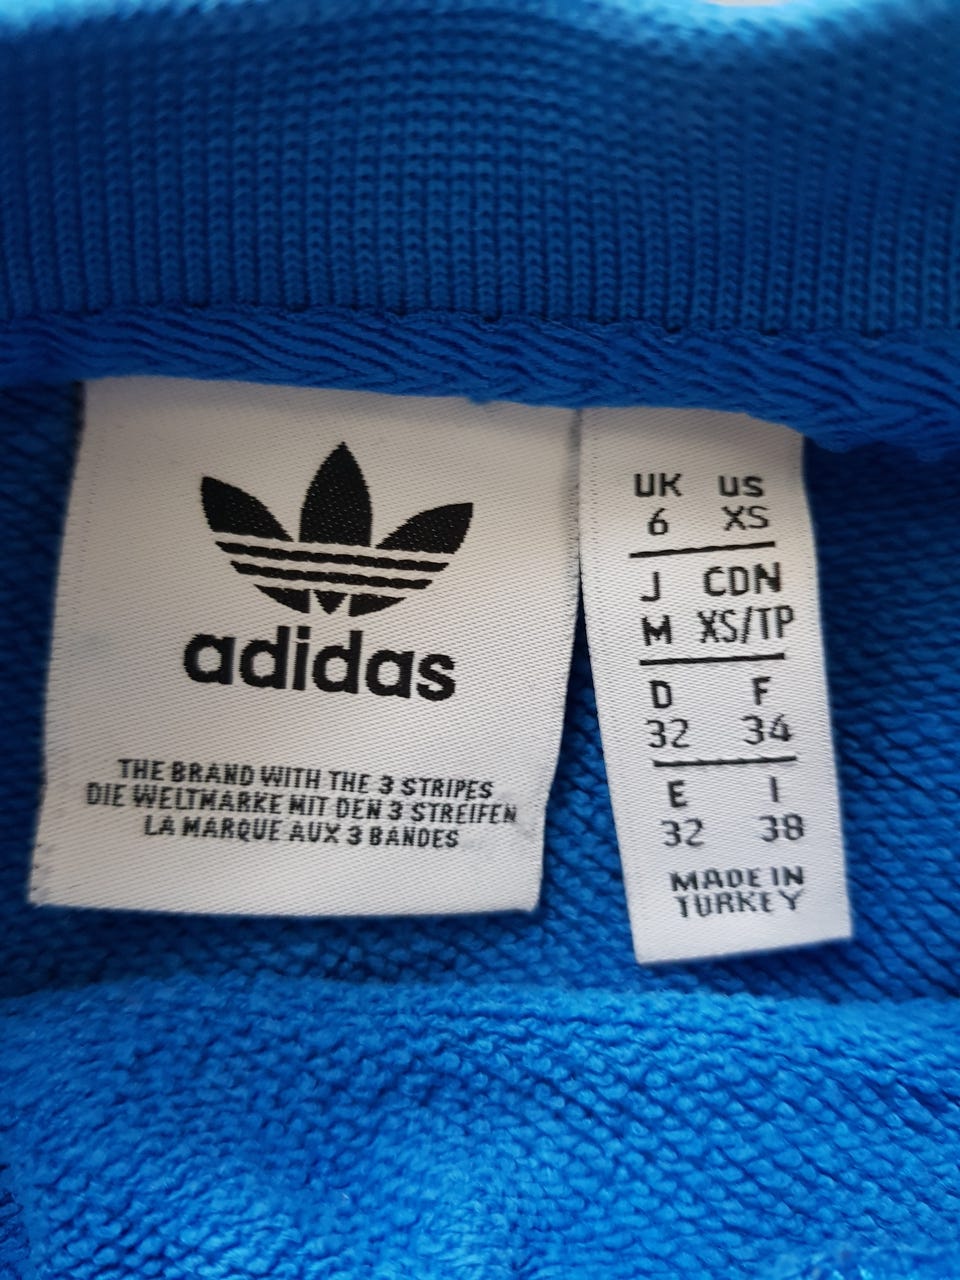 adidas
THE BRAND WITH THE 3 STRIPES
DIE WELTMARKE MIT DEN 3 STREIFEN
LA MARQUE AUX 3 BANDES
UK US
6 XS
J CDN
M XS/TP
D F
32 34
E I
32 38
MADE IN
TURKEY